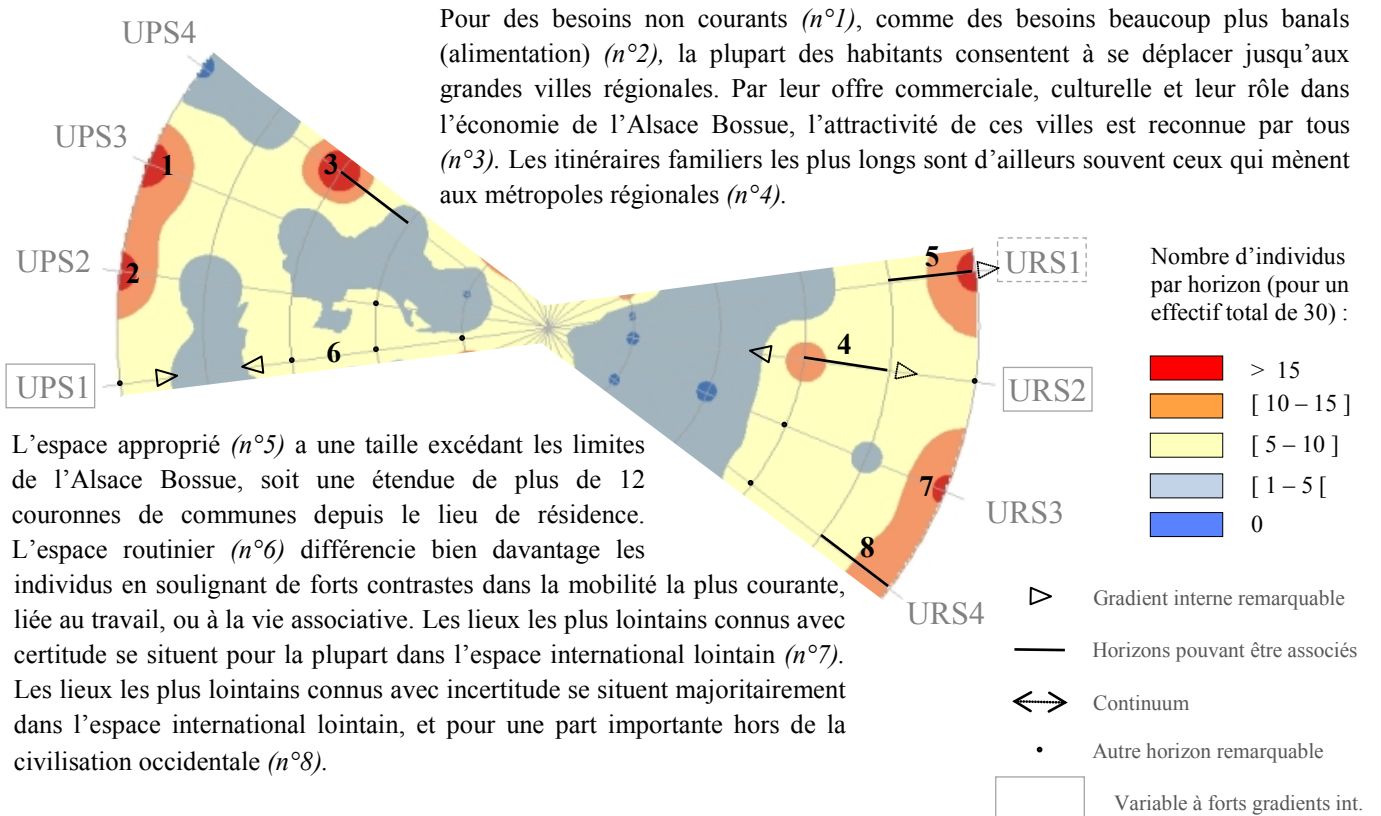 Pour des besoins non courants (n°1), comme des besoins beaucoup plus banals
(alimentation) (n°2), la plupart des habitants consentent à se déplacer jusqu’aux
grandes villes régionales. Par leur offre commerciale, culturelle et leur rôle dans
l’économie de l’Alsace Bossue, l’attractivité de ces villes est reconnue par tous
(n°3). Les itinéraires familiers les plus longs sont d’ailleurs souvent ceux qui mènent
aux métropoles régionales (n°4).
UPS4
UPS3
UPS2
UPS1
1
2
3
6
5
4
7
8
URS1
URS2
URS3
URS4
Nombre d’individus
par horizon (pour un
effectif total de 30) :
> 15
[ 10 – 15 ]
[ 5 – 10 ]
[ 1 – 5 [
0
Gradient interne remarquable
Horizons pouvant être associés
Continuum
Autre horizon remarquable
Variable à forts gradients int.
L’espace approprié (n°5) a une taille excédant les limites
de l’Alsace Bossue, soit une étendue de plus de 12
couronnes de communes depuis le lieu de résidence.
L’espace routinier (n°6) différencie bien davantage les
individus en soulignant de forts contrastes dans la mobilité la plus courante,
liée au travail, ou à la vie associative. Les lieux les plus lointains connus avec
certitude se situent pour la plupart dans l’espace international lointain (n°7).
Les lieux les plus lointains connus avec incertitude se situent majoritairement
dans l’espace international lointain, et pour une part importante hors de la
civilisation occidentale (n°8).